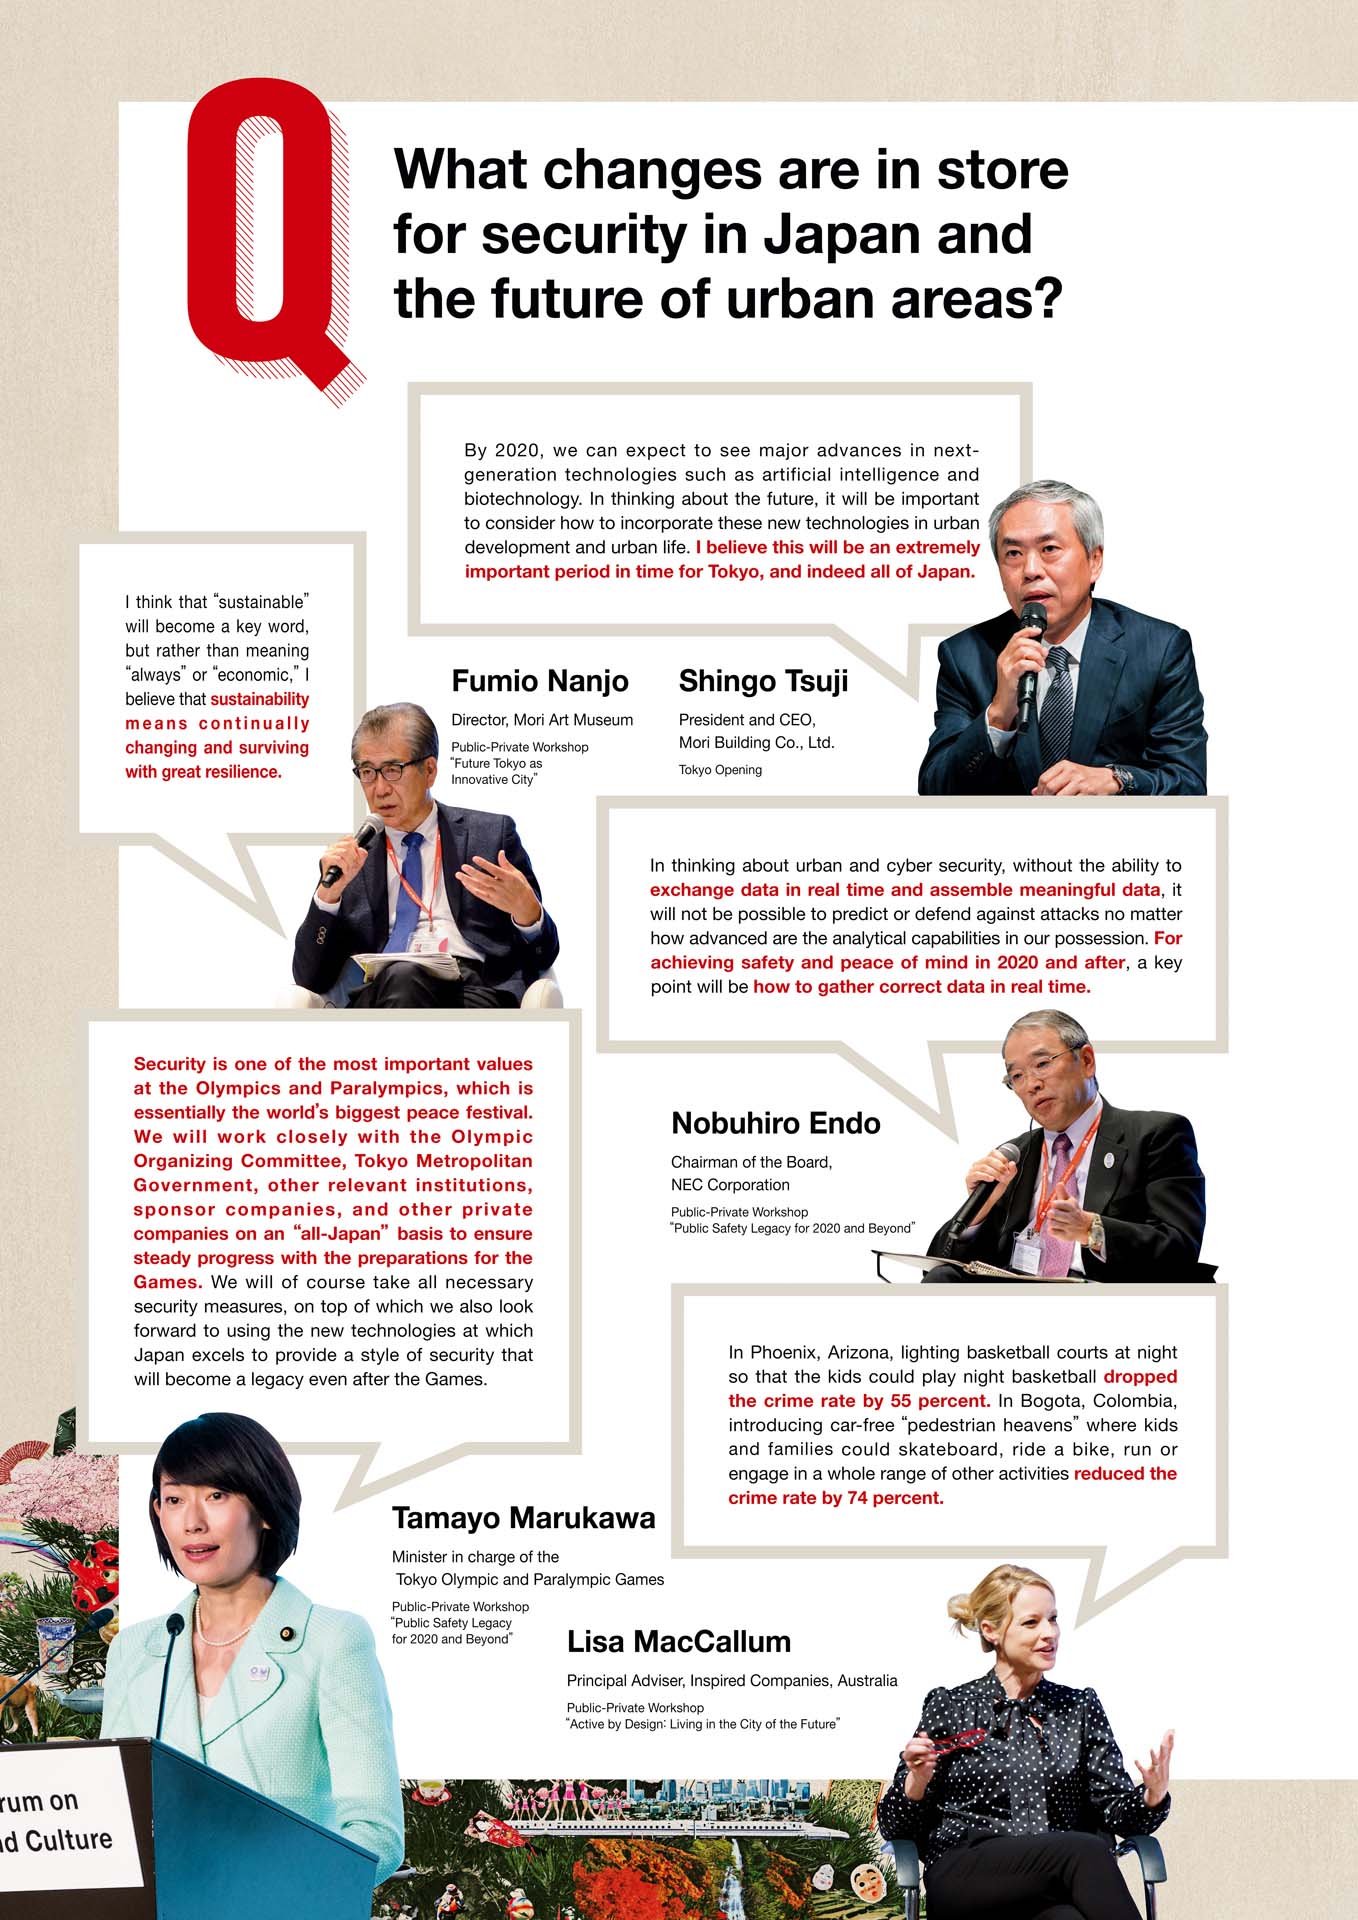 Q
What changes are in store
for security in Japan and
the future of urban areas?
By 2020, we can expect to see major advances in next-
generation technologies such as artificial intelligence and
biotechnology. In thinking about the future, it will be important
to consider how to incorporate these new technologies in urban
development and urban life. I believe this will be an extremely
important period in time for Tokyo, and indeed all of Japan.
Shingo Tsuji
President and CEO,
Mori Building Co., Ltd.
Tokyo Opening
I think that “sustainable”
will become a key word,
but rather than meaning
“always” or “economic,” I
believe that sustainability
means continually
changing and surviving
with great resilience.
Fumio Nanjo
Director, Mori Art Museum
Public-Private Workshop
“Future Tokyo as
Innovative City”
In thinking about urban and cyber security, without the ability to
exchange data in real time and assemble meaningful data, it
will not be possible to predict or defend against attacks no matter
how advanced are the analytical capabilities in our possession. For
achieving safety and peace of mind in 2020 and after, a key
point will be how to gather correct data in real time.
Nobuhiro Endo
Chairman of the Board,
NEC Corporation
Public-Private Workshop
“Public Safety Legacy for 2020 and Beyond”
Security is one of the most important values
at the Olympics and Paralympics, which is
essentially the world’s biggest peace festival.
We will work closely with the Olympic
Organizing Committee, Tokyo Metropolitan
Government, other relevant institutions,
sponsor companies, and other private
companies on an “all-Japan” basis to ensure
steady progress with the preparations for the
Games. We will of course take all necessary
security measures, on top of which we also look
forward to using the new technologies at which
Japan excels to provide a style of security that
will become a legacy even after the Games.
Tamayo Marukawa
Minister in charge of the
Tokyo Olympic and Paralympic Games
Public-Private Workshop
“Public Safety Legacy
for 2020 and Beyond”
In Phoenix, Arizona, lighting basketball courts at night
so that the kids could play night basketball dropped
the crime rate by 55 percent. In Bogota, Colombia,
introducing car-free “pedestrian heavens” where kids
and families could skateboard, ride a bike, run or
engage in a whole range of other activities reduced the
crime rate by 74 percent.
Lisa MacCallum
Principal Adviser, Inspired Companies, Australia
Public-Private Workshop
“Active by Design: Living in the City of the Future”
rum on
d Culture